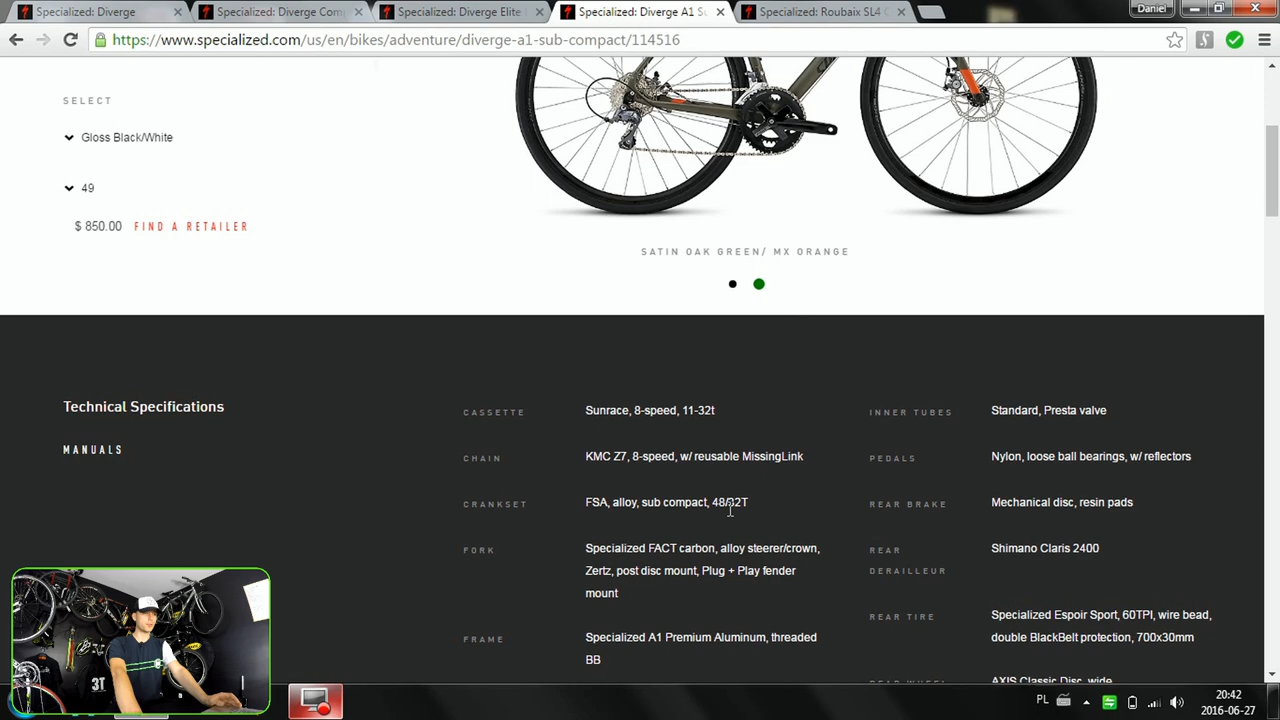 Specialized: Diverge
Specialized: Diverge Com
Specialized: Diverge Elite
Specialized: Diverge A1 Su
Specialized: Roubaix SL4
Daniel
https://www.specialized.com/us/en/bikes/adventure/diverge-a1-sub-compact/114516
SELECT
Gloss Black/White
49
$ 850.00 FIND A RETAILER
SATIN OAK GREEN/ MX ORANGE
Technical Specifications
MANUALS
CASSETTE
Sunrace, 8-speed, 11-32t
CHAIN
KMC Z7, 8-speed, w/ reusable MissingLink
CRANKSET
FSA, alloy, sub compact, 48/32T
FORK
Specialized FACT carbon, alloy steerer/crown,
Zertz, post disc mount, Plug + Play fender
mount
FRAME
Specialized A1 Premium Aluminum, threaded
BB
INNER TUBES
Standard, Presta valve
PEDALS
Nylon, loose ball bearings, w/ reflectors
REAR BRAKE
Mechanical disc, resin pads
REAR
DERAILLEUR
Shimano Claris 2400
REAR TIRE
Specialized Espoir Sport, 60TPI, wire bead,
double BlackBelt protection, 700x30mm
REAR WHEEL
AXIS Classic Disc, wide
3T
PL
20:42
2016-06-27